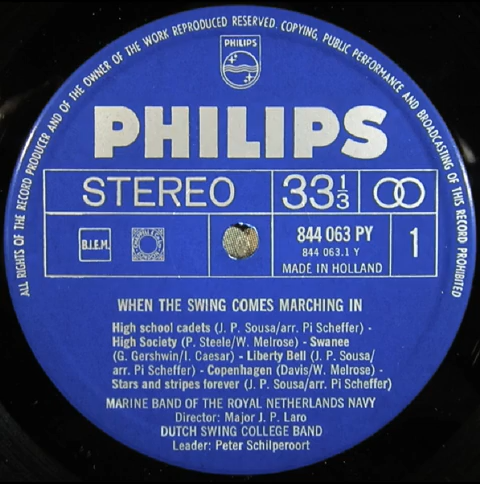 ALL RIGHTS OF THE RECORD PRODUCER AND OF THE OWNER OF THE WORK REPRODUCED RESERVED. COPYING, PUBLIC PERFORMANCE AND BROADCASTING OF THIS RECORD PROHIBITED
PHILIPS
PHILIPS
STEREO
33 1/3
B.I.E.M.
844 063 PY
844 063.1 Y
MADE IN HOLLAND
1
WHEN THE SWING COMES MARCHING IN
High school cadets (J. P. Sousa/arr. Pi Scheffer) -
High Society (P. Steele/W. Melrose) - Swanee
(G. Gershwin/I. Caesar) - Liberty Bell (J. P. Sousa/
arr. Pi Scheffer) - Copenhagen (Davis/W. Melrose) -
Stars and stripes forever (J. P. Sousa/arr. Pi Scheffer)
MARINE BAND OF THE ROYAL NETHERLANDS NAVY
Director: Major J. P. Laro
DUTCH SWING COLLEGE BAND
Leader: Peter Schilperoort